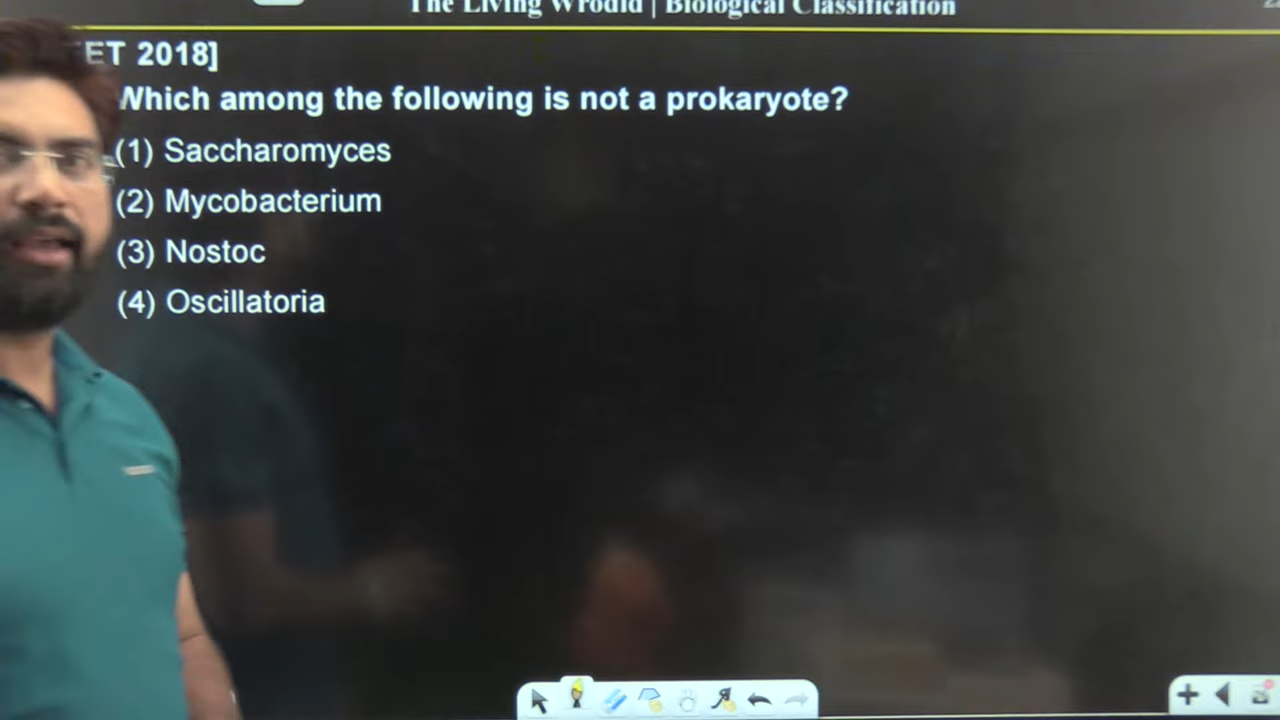 The Living Wrodld | Biological Classification
ET 2018]
Which among the following is not a prokaryote?
(1) Saccharomyces
(2) Mycobacterium
(3) Nostoc
(4) Oscillatoria